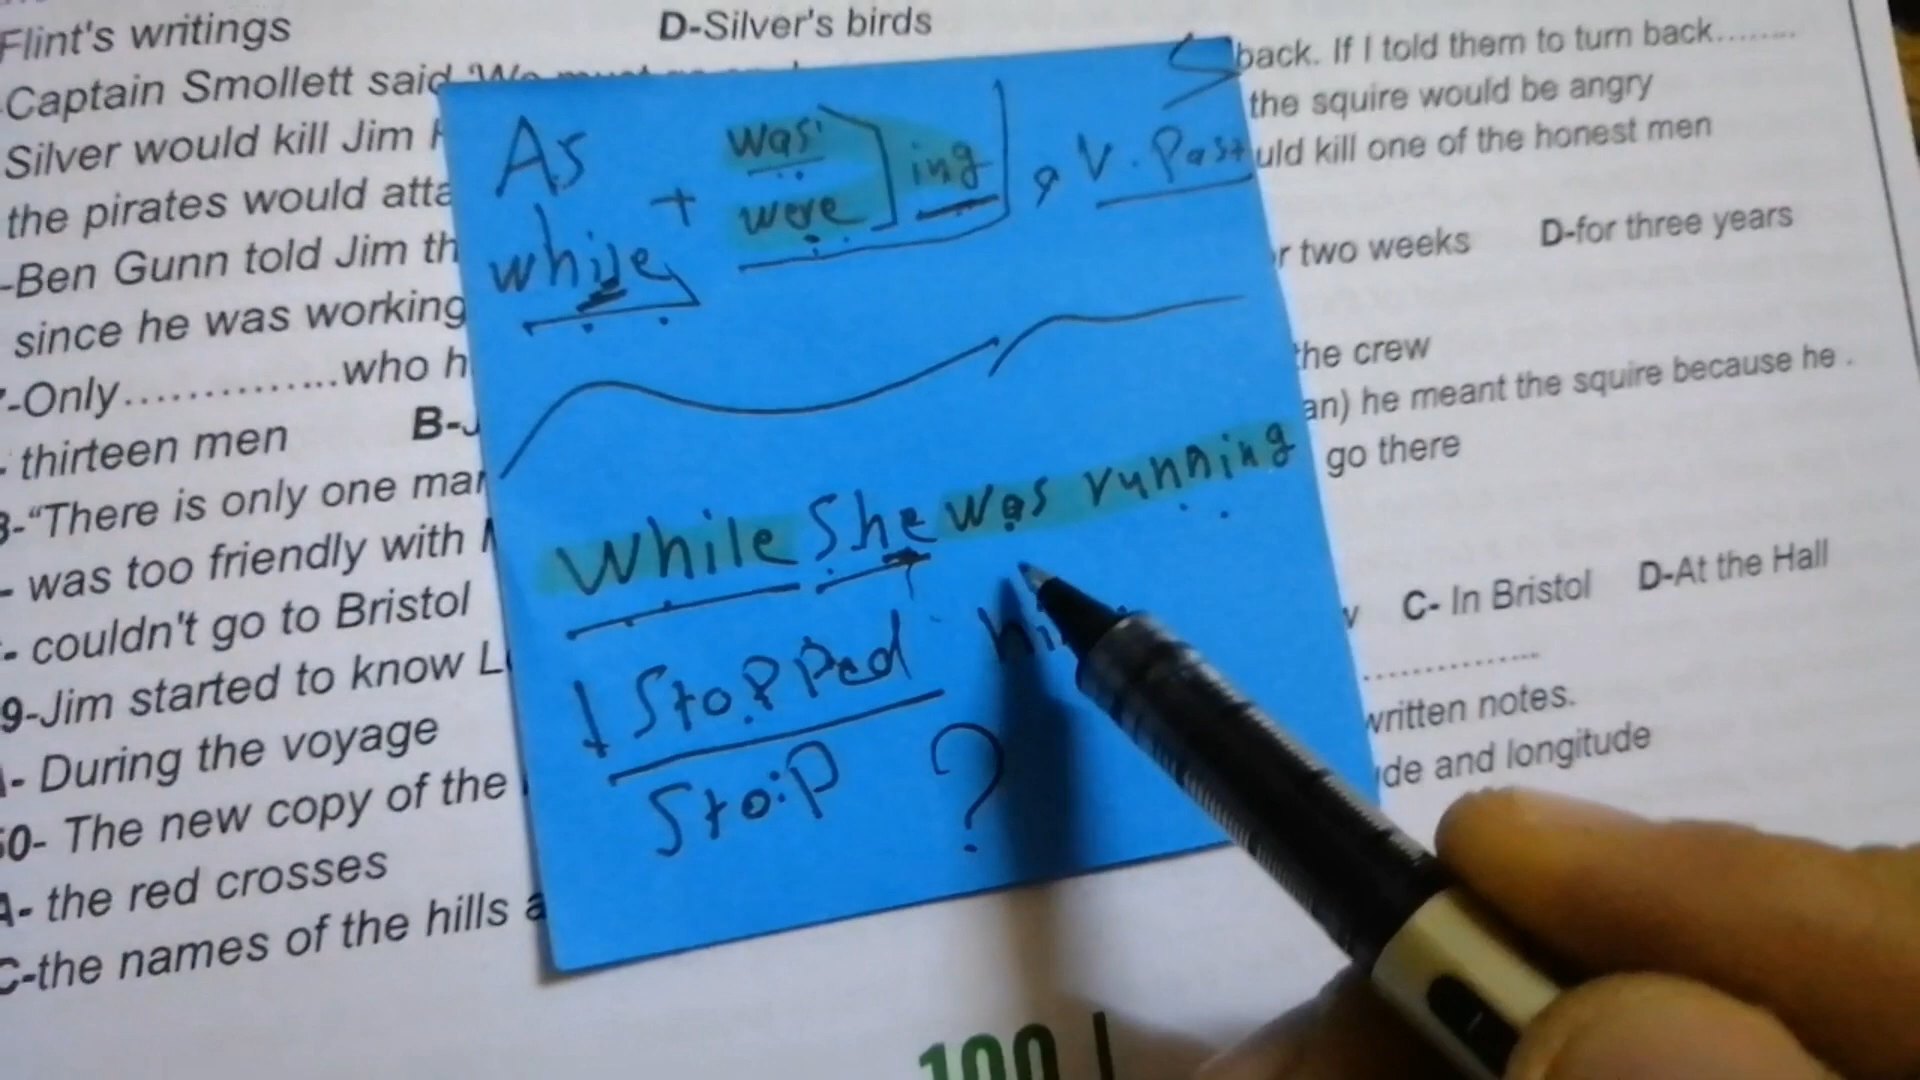 Flint's writings D-Silver's birds
Captain Smollett said 'We must go on back. If I told them to turn back........
Silver would kill Jim the squire would be angry
the pirates would uld kill one of the honest men
-Ben Gunn told Jim r two weeks D-for three years
since he was working
-Only...............who he crew
thirteen men B- an) he meant the squire because he .
-"There is only one go there
- was too friendly with
- couldn't go to Bristol C- In Bristol D-At the Hall
9-Jim started to know ..................
- During the voyage written notes.
0- The new copy of the de and longitude
A- the red crosses
C-the names of the hills
As
while + was were ing , V. Past
While She was running
I Stopped
Stop ?
100